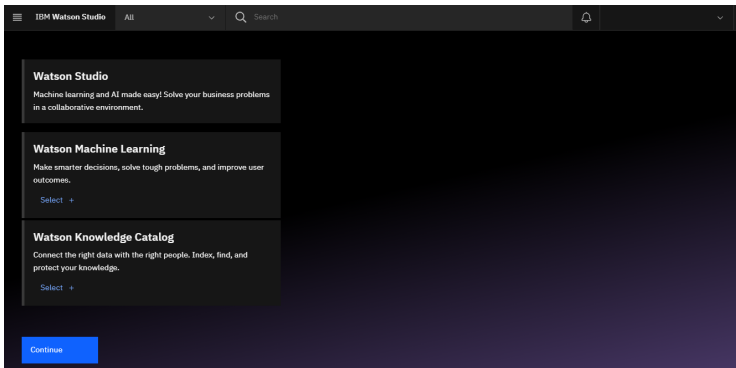 IBM Watson Studio
All
Search
Watson Studio
Machine learning and AI made easy! Solve your business problems
in a collaborative environment.
Watson Machine Learning
Make smarter decisions, solve tough problems, and improve user
outcomes.
Select +
Watson Knowledge Catalog
Connect the right data with the right people. Index, find, and
protect your knowledge.
Select +
Continue